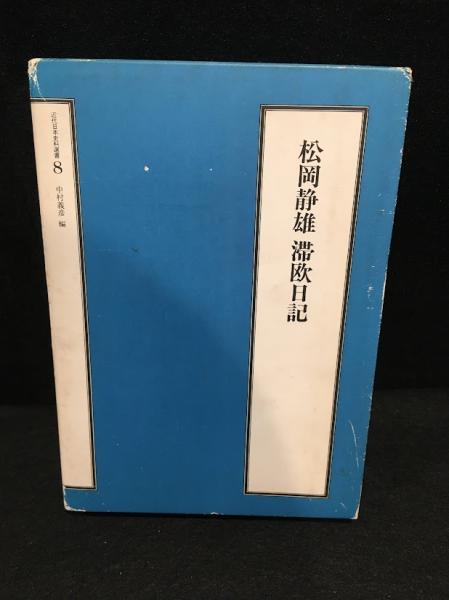 松岡静雄 滞欧日記
近代日本史料選書
8
中村義彦 編